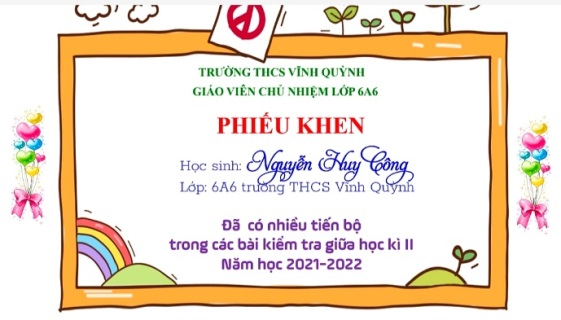 TRƯỜNG THCS VĨNH QUỲNH
GIÁO VIÊN CHỦ NHIỆM LỚP 6A6
PHIẾU KHEN
Học sinh: Nguyễn Huy Công
Lớp: 6A6 trường THCS Vĩnh Quỳnh
Đã có nhiều tiến bộ
trong các bài kiểm tra giữa học kì II
Năm học 2021-2022